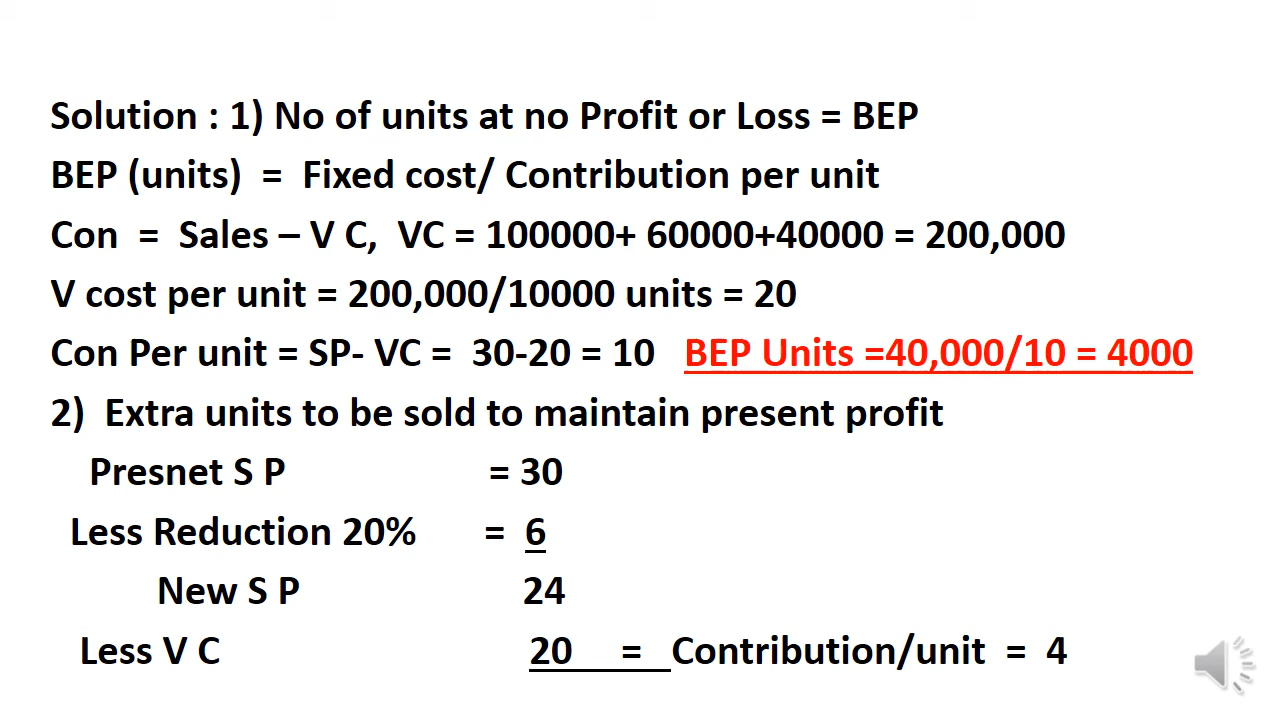 Solution : 1) No of units at no Profit or Loss = BEP
BEP (units) = Fixed cost/ Contribution per unit
Con = Sales – V C, VC = 100000+ 60000+40000 = 200,000
V cost per unit = 200,000/10000 units = 20
Con Per unit = SP- VC = 30-20 = 10 BEP Units =40,000/10 = 4000
2) Extra units to be sold to maintain present profit
Presnet S P = 30
Less Reduction 20% = 6
New S P 24
Less V C 20 = Contribution/unit = 4